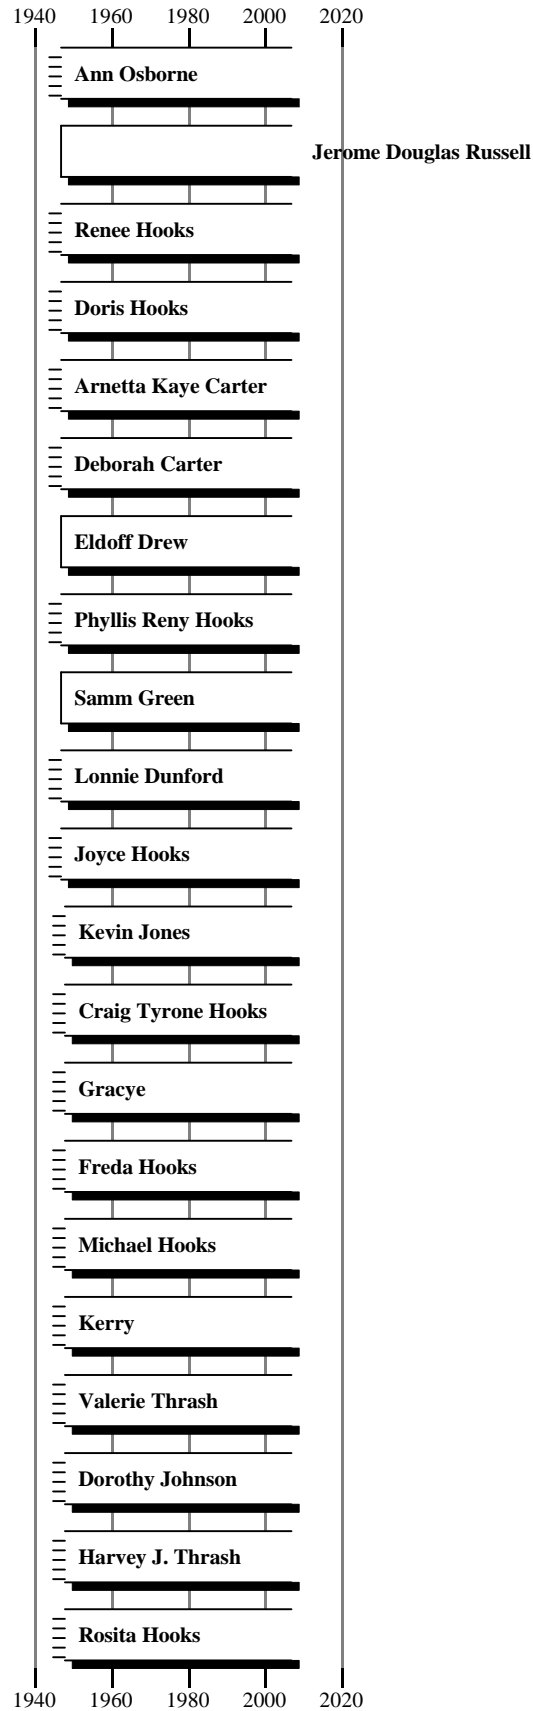 1940 1960 1980 2000 2020
Ann Osborne
Jerome Douglas Russell
Renee Hooks
Doris Hooks
Arnetta Kaye Carter
Deborah Carter
Eldoff Drew
Phyllis Reny Hooks
Samm Green
Lonnie Dunford
Joyce Hooks
Kevin Jones
Craig Tyrone Hooks
Gracye
Freda Hooks
Michael Hooks
Kerry
Valerie Thrash
Dorothy Johnson
Harvey J. Thrash
Rosita Hooks
1940 1960 1980 2000 2020